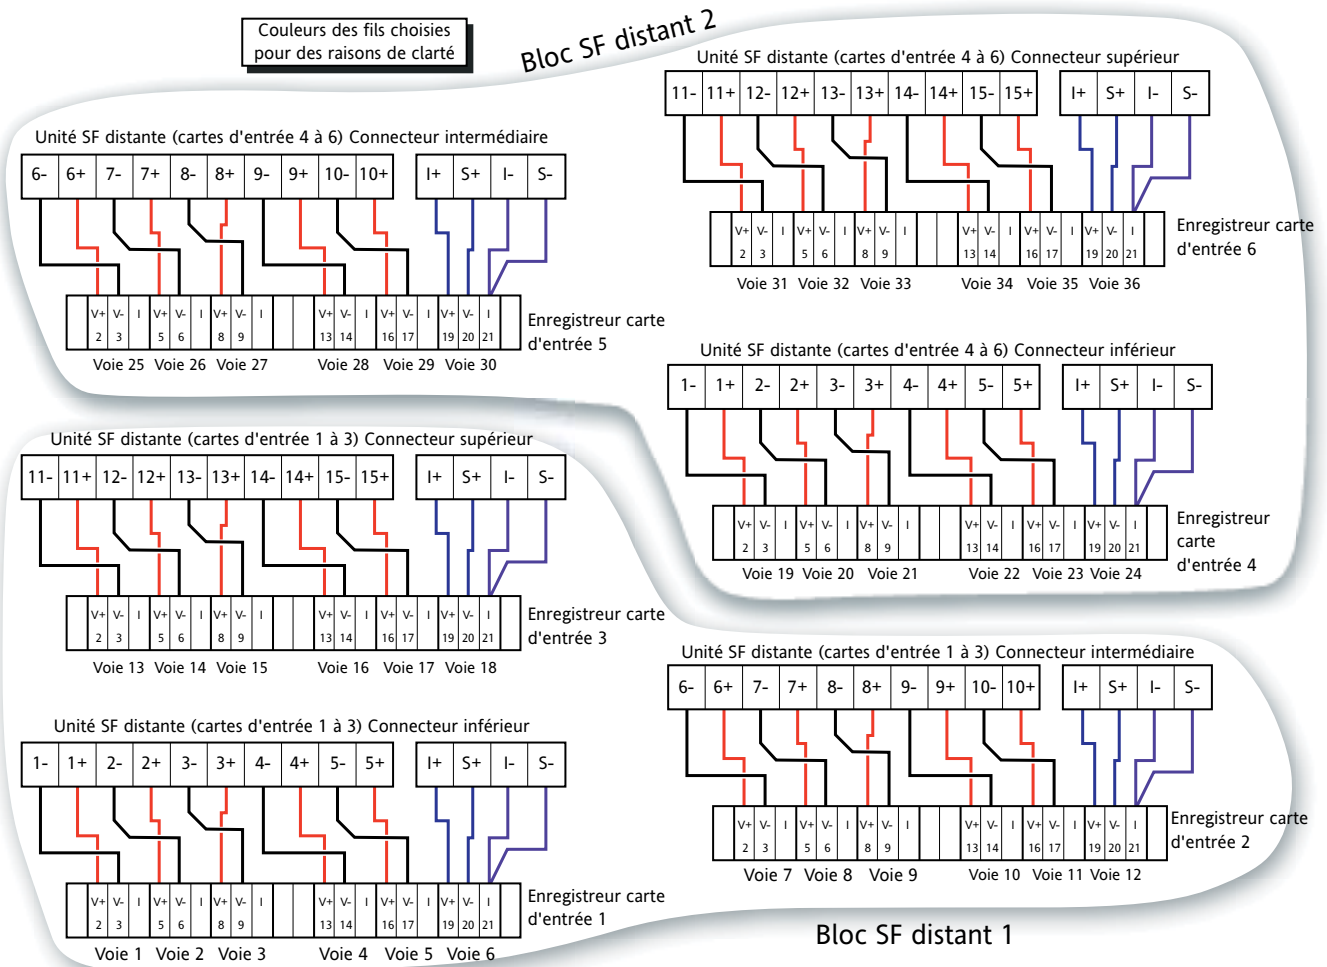 Couleurs des fils choisies
pour des raisons de clarté
Bloc SF distant 2
Unité SF distante (cartes d'entrée 4 à 6) Connecteur supérieur
11- 11+ 12- 12+ 13- 13+ 14- 14+ 15- 15+ I+ S+ I- S-
V+ V- I V+ V- I V+ V- I V+ V- I V+ V- I V+ V- I
2 3 5 6 8 9 13 14 16 17 19 20 21
Enregistreur carte
d'entrée 6
Voie 31 Voie 32 Voie 33 Voie 34 Voie 35 Voie 36
Unité SF distante (cartes d'entrée 4 à 6) Connecteur intermédiaire
6- 6+ 7- 7+ 8- 8+ 9- 9+ 10- 10+ I+ S+ I- S-
V+ V- I V+ V- I V+ V- I V+ V- I V+ V- I V+ V- I
2 3 5 6 8 9 13 14 16 17 19 20 21
Enregistreur carte
d'entrée 5
Voie 25 Voie 26 Voie 27 Voie 28 Voie 29 Voie 30
Unité SF distante (cartes d'entrée 4 à 6) Connecteur inférieur
1- 1+ 2- 2+ 3- 3+ 4- 4+ 5- 5+ I+ S+ I- S-
V+ V- I V+ V- I V+ V- I V+ V- I V+ V- I V+ V- I
2 3 5 6 8 9 13 14 16 17 19 20 21
Enregistreur
carte
d'entrée 4
Voie 19 Voie 20 Voie 21 Voie 22 Voie 23 Voie 24
Unité SF distante (cartes d'entrée 1 à 3) Connecteur supérieur
11- 11+ 12- 12+ 13- 13+ 14- 14+ 15- 15+ I+ S+ I- S-
V+ V- I V+ V- I V+ V- I V+ V- I V+ V- I V+ V- I
2 3 5 6 8 9 13 14 16 17 19 20 21
Enregistreur carte
d'entrée 3
Voie 13 Voie 14 Voie 15 Voie 16 Voie 17 Voie 18
Unité SF distante (cartes d'entrée 1 à 3) Connecteur intermédiaire
6- 6+ 7- 7+ 8- 8+ 9- 9+ 10- 10+ I+ S+ I- S-
V+ V- I V+ V- I V+ V- I V+ V- I V+ V- I V+ V- I
2 3 5 6 8 9 13 14 16 17 19 20 21
Enregistreur carte
d'entrée 2
Voie 7 Voie 8 Voie 9 Voie 10 Voie 11 Voie 12
Unité SF distante (cartes d'entrée 1 à 3) Connecteur inférieur
1- 1+ 2- 2+ 3- 3+ 4- 4+ 5- 5+ I+ S+ I- S-
V+ V- I V+ V- I V+ V- I V+ V- I V+ V- I V+ V- I
2 3 5 6 8 9 13 14 16 17 19 20 21
Enregistreur carte
d'entrée 1
Voie 1 Voie 2 Voie 3 Voie 4 Voie 5 Voie 6
Bloc SF distant 1